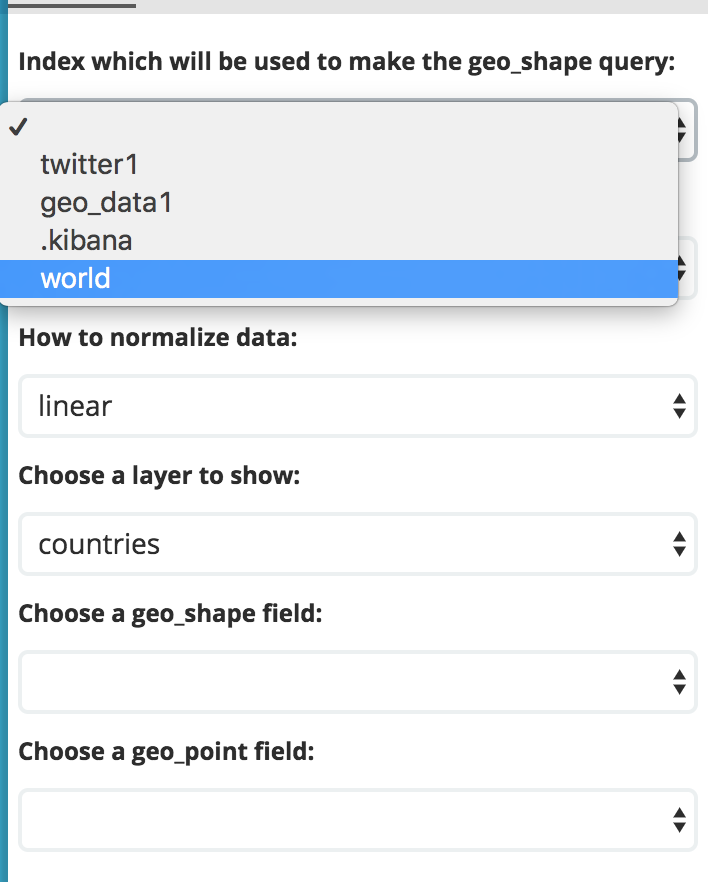 Index which will be used to make the geo_shape query:
twitter1
geo_data1
.kibana
world
How to normalize data:
linear
Choose a layer to show:
countries
Choose a geo_shape field:
Choose a geo_point field: